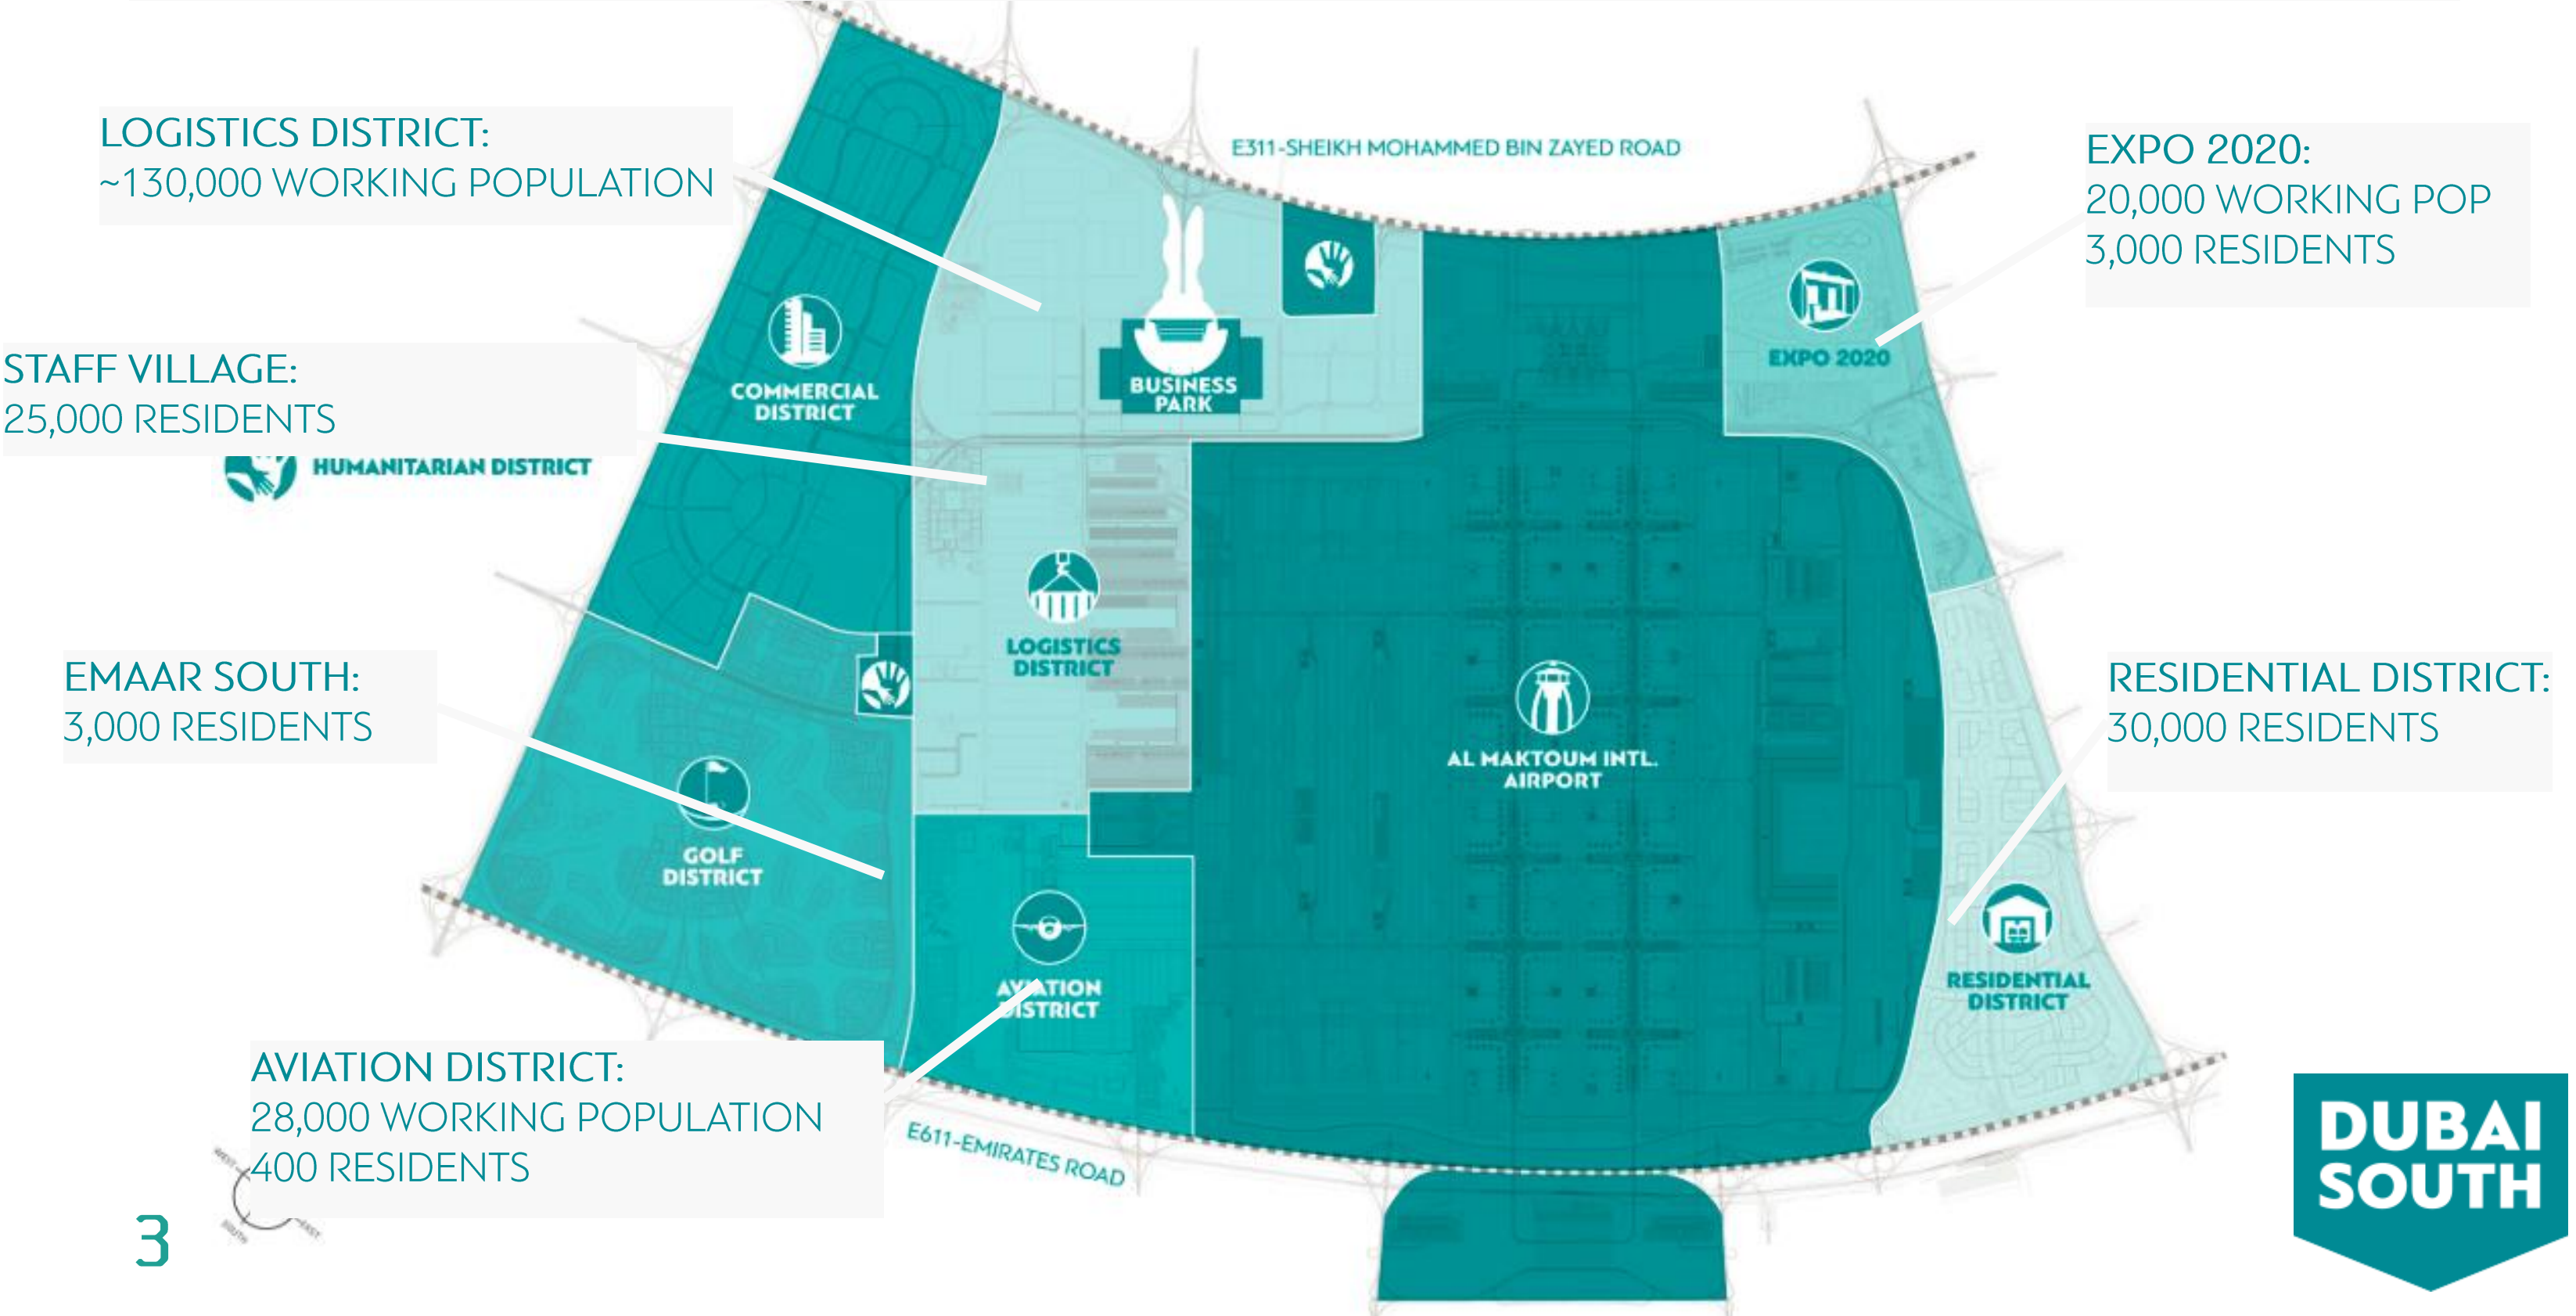 E311-SHEIKH MOHAMMED BIN ZAYED ROAD
LOGISTICS DISTRICT:
~130,000 WORKING POPULATION
EXPO 2020:
20,000 WORKING POP
3,000 RESIDENTS
STAFF VILLAGE:
25,000 RESIDENTS
HUMANITARIAN DISTRICT
COMMERCIAL
DISTRICT
BUSINESS
PARK
EXPO 2020
EMAAR SOUTH:
3,000 RESIDENTS
LOGISTICS
DISTRICT
AL MAKTOUM INTL.
AIRPORT
RESIDENTIAL DISTRICT:
30,000 RESIDENTS
GOLF
DISTRICT
AVIATION
DISTRICT
RESIDENTIAL
DISTRICT
AVIATION DISTRICT:
28,000 WORKING POPULATION
400 RESIDENTS
E611-EMIRATES ROAD
WEST
SOUTH
EAST
3
DUBAI
SOUTH